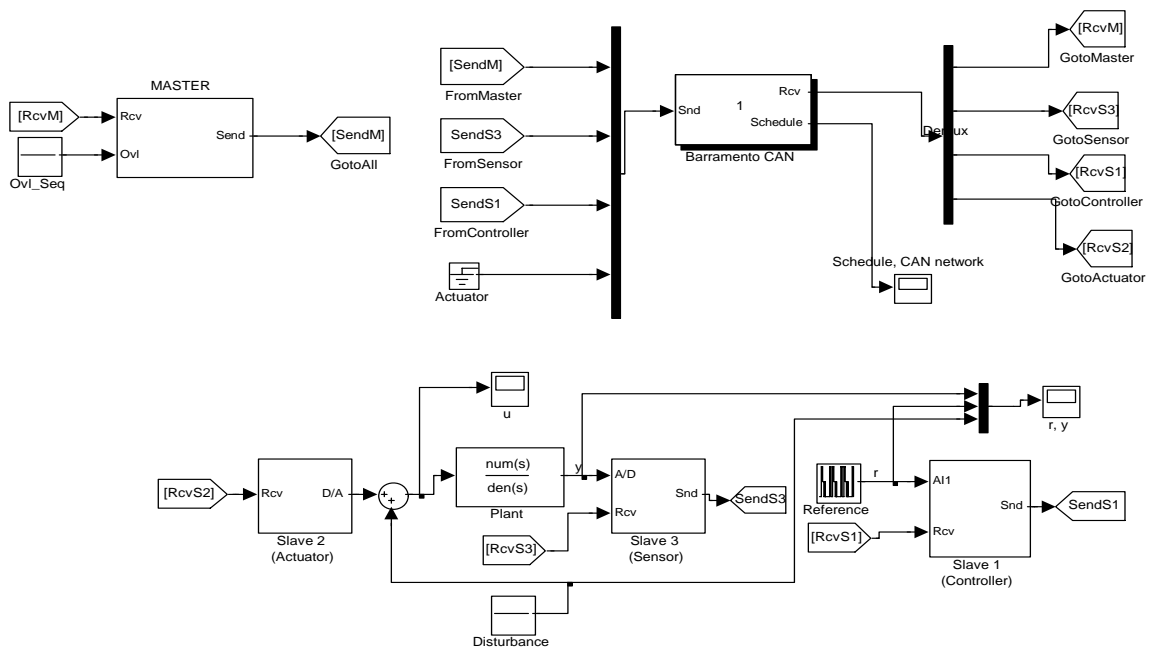 MASTER
[RcvM]
Rcv
Send
Ovl
Ovl_Seq
[SendM]
GotoAll
[SendM]
FromMaster
SendS3
FromSensor
SendS1
FromController
Actuator
Snd
1
Rcv
Schedule
Barramento CAN
Demux
[RcvM]
GotoMaster
[RcvS3]
GotoSensor
[RcvS1]
GotoController
[RcvS2]
GotoActuator
Schedule, CAN network
u
r, y
[RcvS2]
Rcv
D/A
Slave 2
(Actuator)
num(s)
den(s)
Plant
y
A/D
Snd
Rcv
Slave 3
(Sensor)
SendS3
[RcvS3]
Disturbance
Reference
r
[RcvS1]
AI1
Snd
Rcv
Slave 1
(Controller)
SendS1